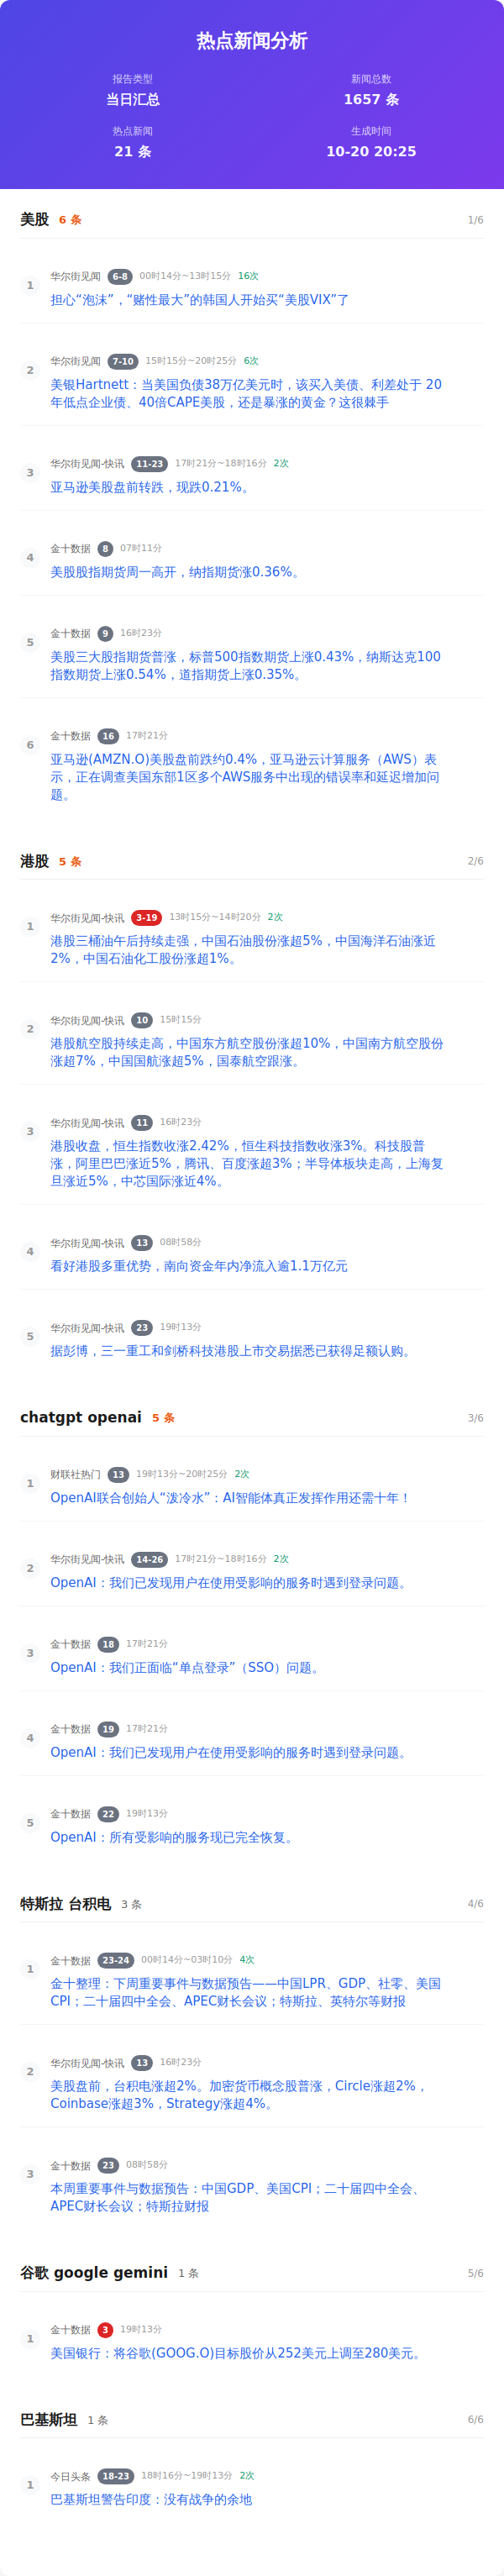 热点新闻分析
报告类型
新闻总数
当日汇总
1657 条
热点新闻
生成时间
21 条
10-20 20:25
美股 6 条 1/6
1
华尔街见闻 6-8 00时14分~13时15分 16次
担心“泡沫”，“赌性最大”的韩国人开始买“美股VIX”了
2
华尔街见闻 7-10 15时15分~20时25分 6次
美银Hartnett：当美国负债38万亿美元时，该买入美债、利差处于 20
年低点企业债、40倍CAPE美股，还是暴涨的黄金？这很棘手
3
华尔街见闻-快讯 11-23 17时21分~18时16分 2次
亚马逊美股盘前转跌，现跌0.21%。
4
金十数据 8 07时11分
美股股指期货周一高开，纳指期货涨0.36%。
5
金十数据 9 16时23分
美股三大股指期货普涨，标普500指数期货上涨0.43%，纳斯达克100
指数期货上涨0.54%，道指期货上涨0.35%。
6
金十数据 16 17时21分
亚马逊(AMZN.O)美股盘前跌约0.4%，亚马逊云计算服务（AWS）表
示，正在调查美国东部1区多个AWS服务中出现的错误率和延迟增加问
题。
港股 5 条 2/6
1
华尔街见闻-快讯 3-19 13时15分~14时20分 2次
港股三桶油午后持续走强，中国石油股份涨超5%，中国海洋石油涨近
2%，中国石油化工股份涨超1%。
2
华尔街见闻-快讯 10 15时15分
港股航空股持续走高，中国东方航空股份涨超10%，中国南方航空股份
涨超7%，中国国航涨超5%，国泰航空跟涨。
3
华尔街见闻-快讯 11 16时23分
港股收盘，恒生指数收涨2.42%，恒生科技指数收涨3%。科技股普
涨，阿里巴巴涨近5%，腾讯、百度涨超3%；半导体板块走高，上海复
旦涨近5%，中芯国际涨近4%。
4
华尔街见闻-快讯 13 08时58分
看好港股多重优势，南向资金年内净流入逾1.1万亿元
5
华尔街见闻-快讯 23 19时13分
据彭博，三一重工和剑桥科技港股上市交易据悉已获得足额认购。
chatgpt openai 5 条 3/6
1
财联社热门 13 19时13分~20时25分 2次
OpenAI联合创始人“泼冷水”：AI智能体真正发挥作用还需十年！
2
华尔街见闻-快讯 14-26 17时21分~18时16分 2次
OpenAI：我们已发现用户在使用受影响的服务时遇到登录问题。
3
金十数据 18 17时21分
OpenAI：我们正面临“单点登录”（SSO）问题。
4
金十数据 19 17时21分
OpenAI：我们已发现用户在使用受影响的服务时遇到登录问题。
5
金十数据 22 19时13分
OpenAI：所有受影响的服务现已完全恢复。
特斯拉 台积电 3 条 4/6
1
金十数据 23-24 00时14分~03时10分 4次
金十整理：下周重要事件与数据预告——中国LPR、GDP、社零、美国
CPI；二十届四中全会、APEC财长会议；特斯拉、英特尔等财报
2
华尔街见闻-快讯 13 16时23分
美股盘前，台积电涨超2%。加密货币概念股普涨，Circle涨超2%，
Coinbase涨超3%，Strategy涨超4%。
3
金十数据 23 08时58分
本周重要事件与数据预告：中国GDP、美国CPI；二十届四中全会、
APEC财长会议；特斯拉财报
谷歌 google gemini 1 条 5/6
1
金十数据 3 19时13分
美国银行：将谷歌(GOOG.O)目标股价从252美元上调至280美元。
巴基斯坦 1 条 6/6
1
今日头条 18-23 18时16分~19时13分 2次
巴基斯坦警告印度：没有战争的余地